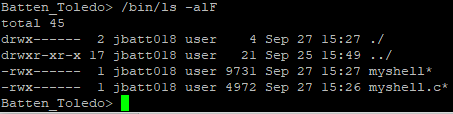 Batten_Toledo> /bin/ls -alF
total 45
drwx------  2 jbatt018 user    4 Sep 27 15:27 ./
drwxr-xr-x 17 jbatt018 user   21 Sep 25 15:49 ../
-rwx------  1 jbatt018 user 9731 Sep 27 15:27 myshell*
-rwx------  1 jbatt018 user 4972 Sep 27 15:26 myshell.c*
Batten_Toledo>